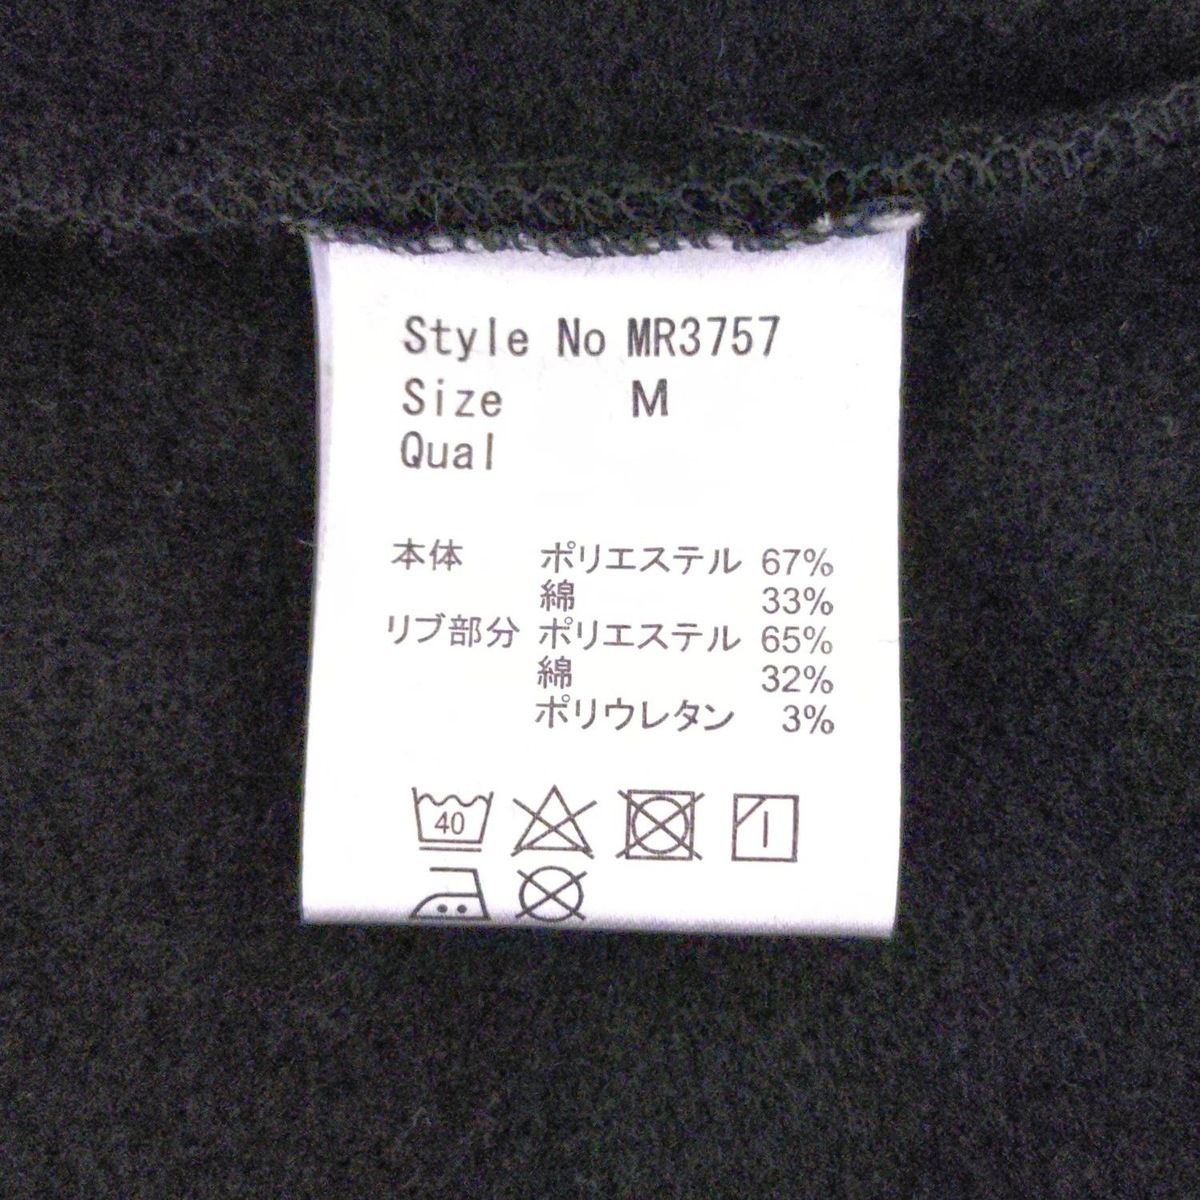 Style No MR3757
Size M
Qual
本体 ポリエステル 67%
綿 33%
リブ部分 ポリエステル 65%
綿 32%
ポリウレタン 3%
40